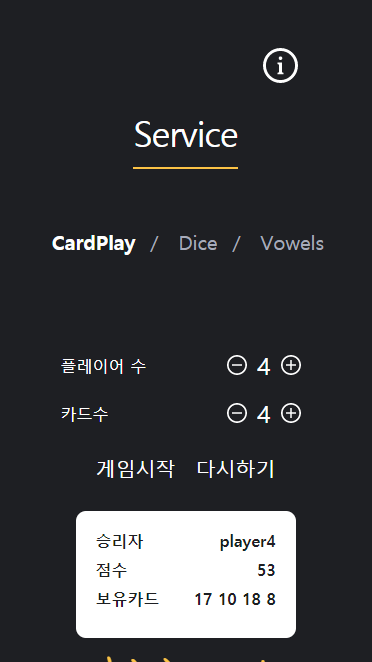 Service
CardPlay / Dice / Vowels
플레이어 수 4
카드수 4
게임시작 다시하기
승리자 player4
점수 53
보유카드 17 10 18 8